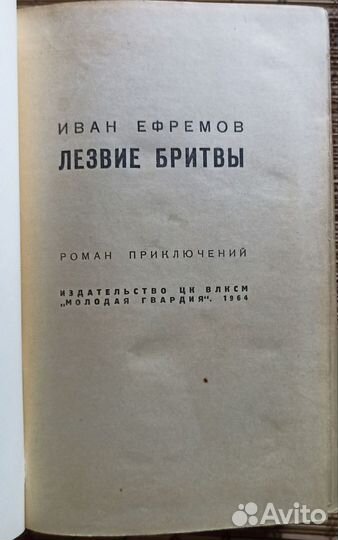 ИВАН ЕФРЕМОВ
ЛЕЗВИЕ БРИТВЫ
РОМАН ПРИКЛЮЧЕНИЙ
ИЗДАТЕЛЬСТВО ЦК ВЛКСМ
„МОЛОДАЯ ГВАРДИЯ“. 1964
Avito